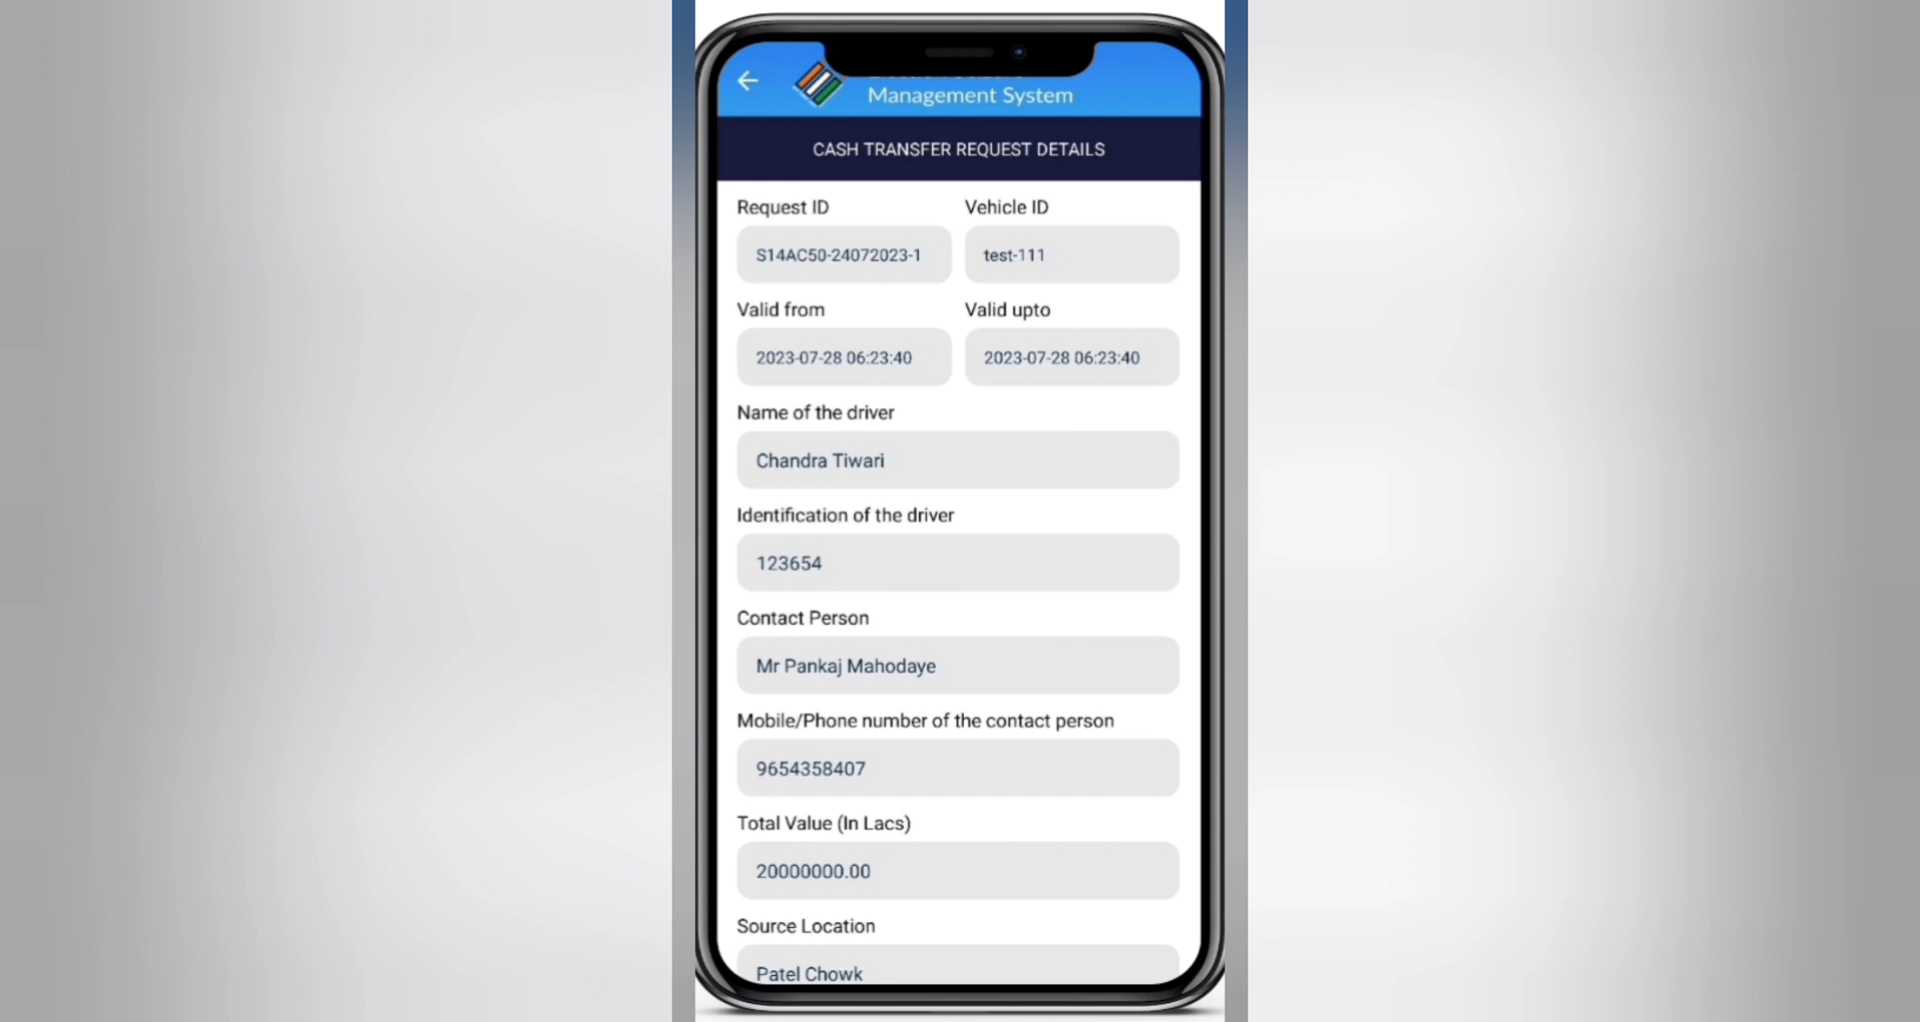 Management System
CASH TRANSFER REQUEST DETAILS
Request ID Vehicle ID
S14AC50-24072023-1 test-111
Valid from Valid upto
2023-07-28 06:23:40 2023-07-28 06:23:40
Name of the driver
Chandra Tiwari
Identification of the driver
123654
Contact Person
Mr Pankaj Mahodaye
Mobile/Phone number of the contact person
9654358407
Total Value (In Lacs)
20000000.00
Source Location
Patel Chowk